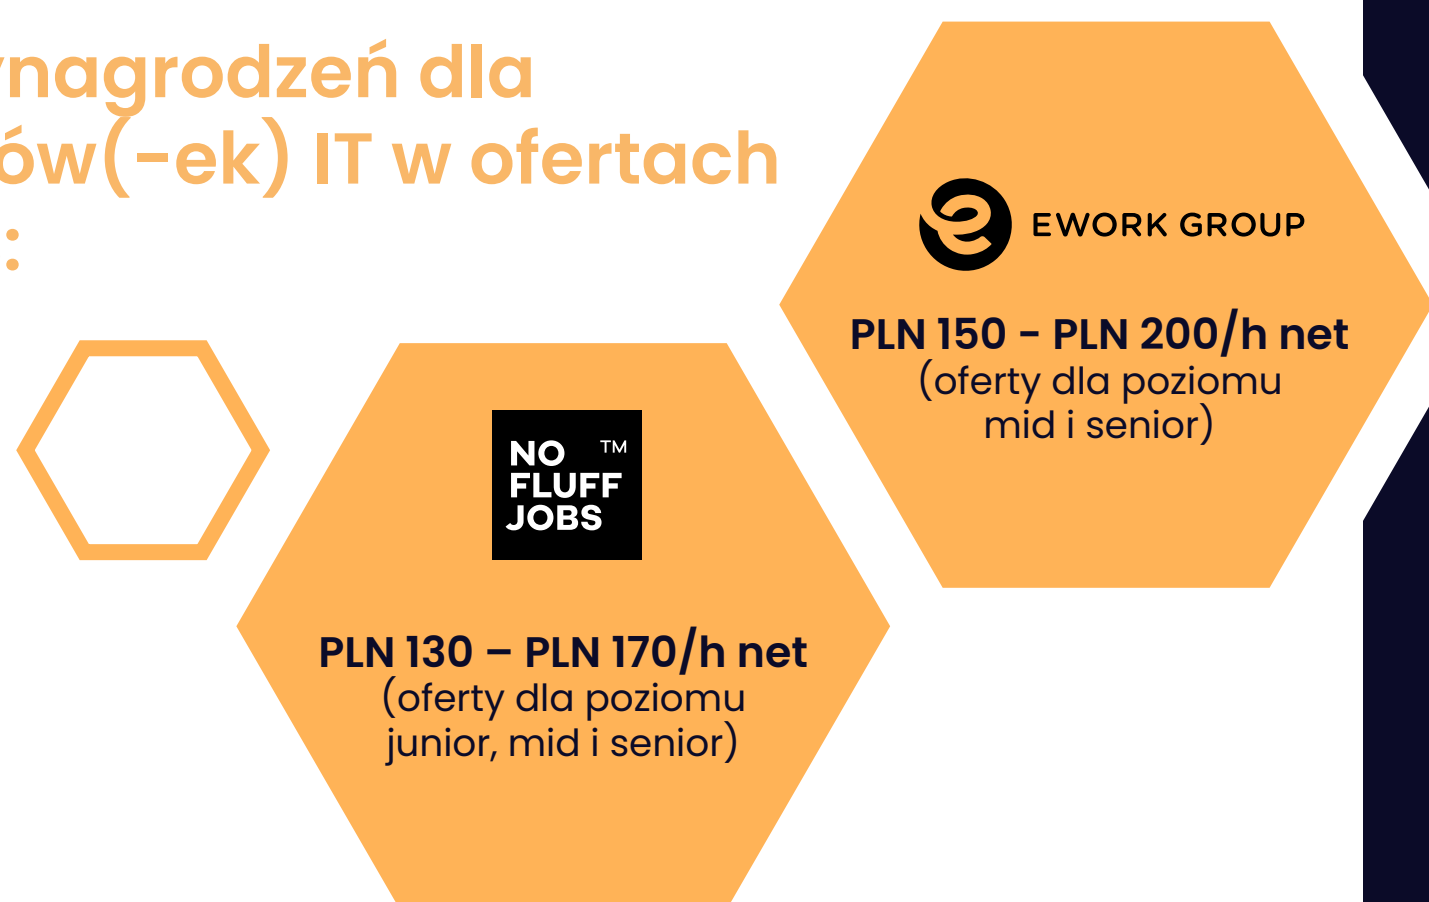 nagrodzeń dla
ów(-ek) IT w ofertach
:
EWORK GROUP
PLN 150 - PLN 200/h net
(oferty dla poziomu
mid i senior)
NO ™
FLUFF
JOBS
PLN 130 – PLN 170/h net
(oferty dla poziomu
junior, mid i senior)